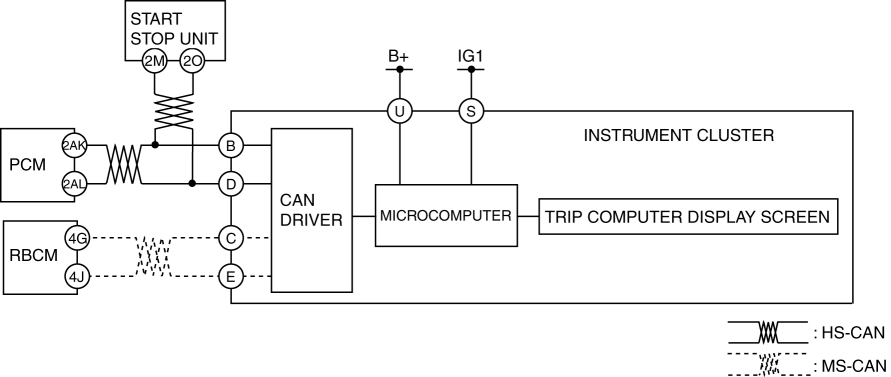 START
STOP UNIT
2M
2O
B+
IG1
U
S
INSTRUMENT CLUSTER
PCM
2AK
2AL
B
D
CAN
DRIVER
MICROCOMPUTER
TRIP COMPUTER DISPLAY SCREEN
RBCM
4G
4J
C
E
: HS-CAN
: MS-CAN